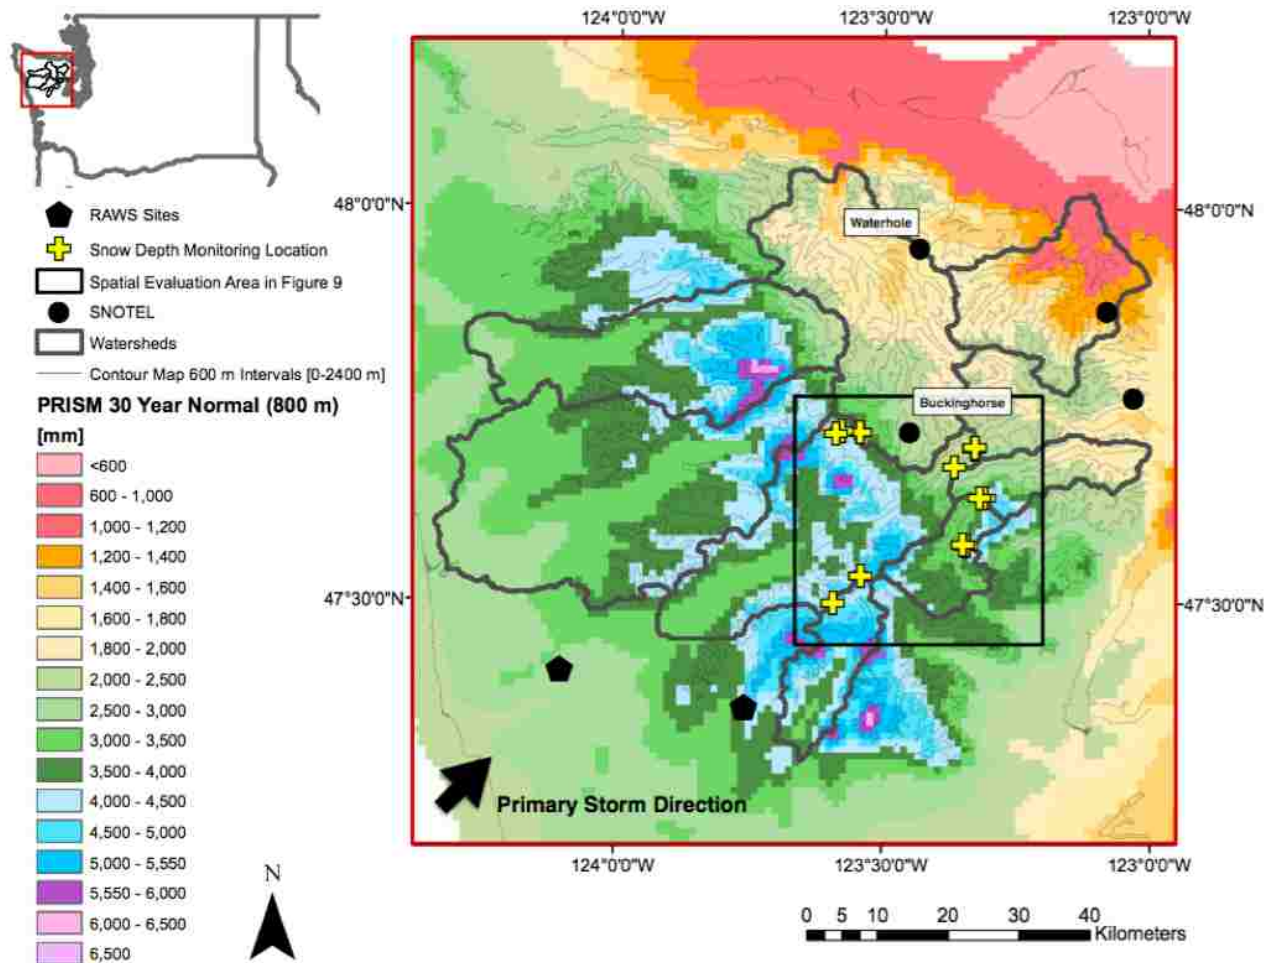 124°0'0"W
123°30'0"W
123°0'0"W
48°0'0"N
48°0'0"N
RAWS Sites
Snow Depth Monitoring Location
Spatial Evaluation Area in Figure 9
SNOTEL
Watersheds
Contour Map 600 m Intervals [0-2400 m]
PRISM 30 Year Normal (800 m)
[mm]
<600
600 - 1,000
1,000 - 1,200
1,200 - 1,400
1,400 - 1,600
1,600 - 1,800
1,800 - 2,000
2,000 - 2,500
2,500 - 3,000
3,000 - 3,500
3,500 - 4,000
4,000 - 4,500
4,500 - 5,000
5,000 - 5,550
5,550 - 6,000
6,000 - 6,500
6,500
Waterhole
Buckinghorse
47°30'0"N
47°30'0"N
Primary Storm Direction
N
124°0'0"W
123°30'0"W
123°0'0"W
0 5 10 20 30 40
Kilometers